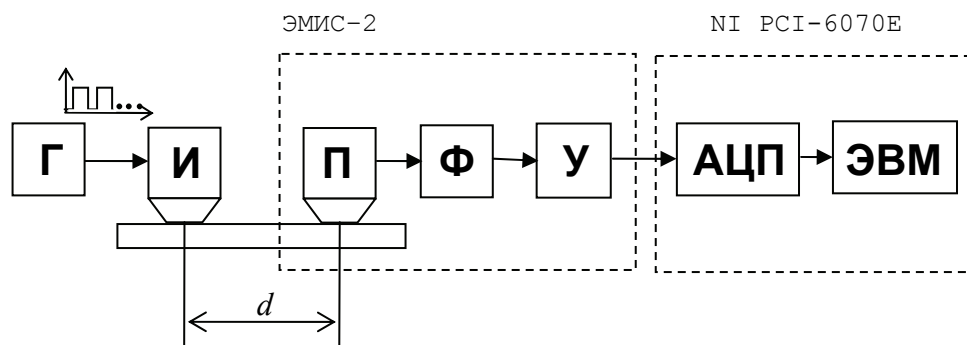 ЭМИС–2 NI PCI-6070E
Г И П Ф У АЦП ЭВМ
d